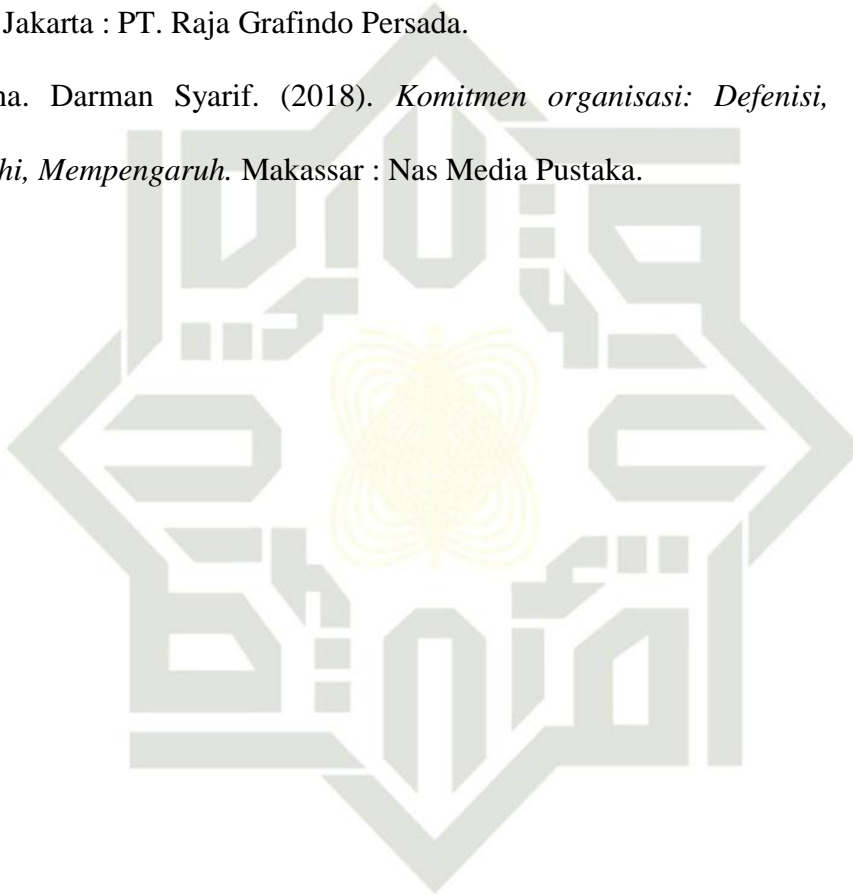 Jakarta : PT. Raja Grafindo Persada.
na. Darman Syarif. (2018). Komitmen organisasi: Defenisi,
hi, Mempengaruh. Makassar : Nas Media Pustaka.